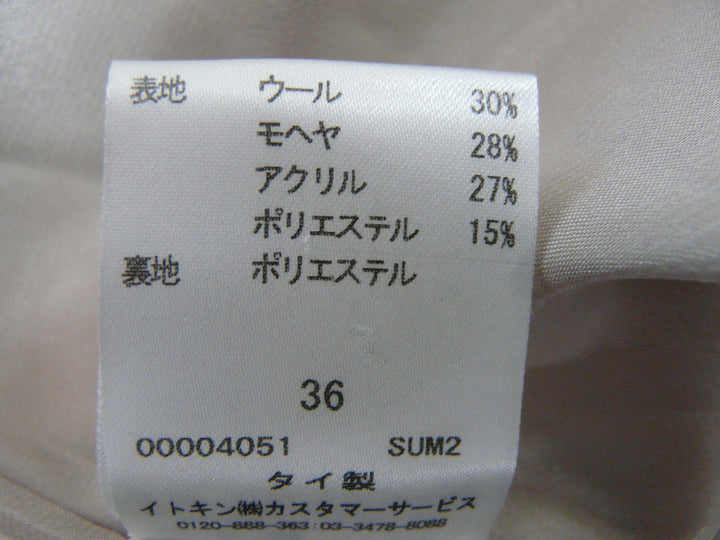 表地 ウール 30%
モヘヤ 28%
アクリル 27%
ポリエステル 15%
裏地 ポリエステル
36
00004051 SUM2
タイ製
イトキン㈱カスタマーサービス
0120-888-363:03-3478-8088